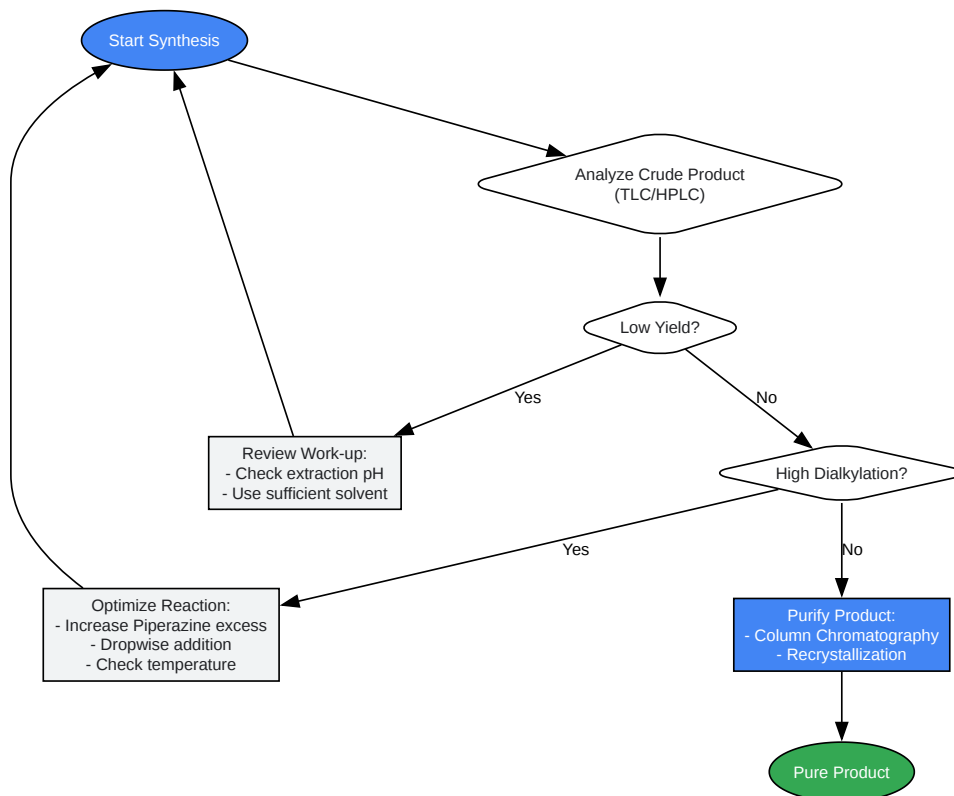 Start Synthesis
Analyze Crude Product
(TLC/HPLC)
Low Yield?
Yes
No
Review Work-up:
- Check extraction pH
- Use sufficient solvent
High Dialkylation?
Yes
No
Optimize Reaction:
- Increase Piperazine excess
- Dropwise addition
- Check temperature
Purify Product:
- Column Chromatography
- Recrystallization
Pure Product